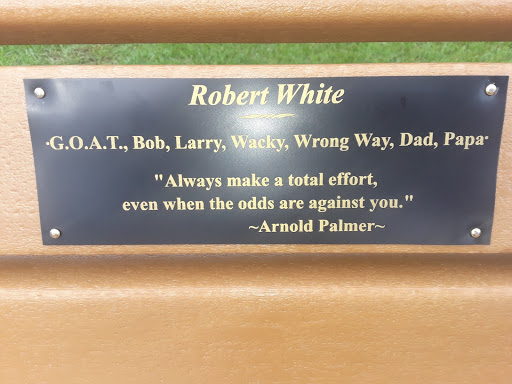 Robert White
·G.O.A.T., Bob, Larry, Wacky, Wrong Way, Dad, Papa·
"Always make a total effort,
even when the odds are against you."
~Arnold Palmer~